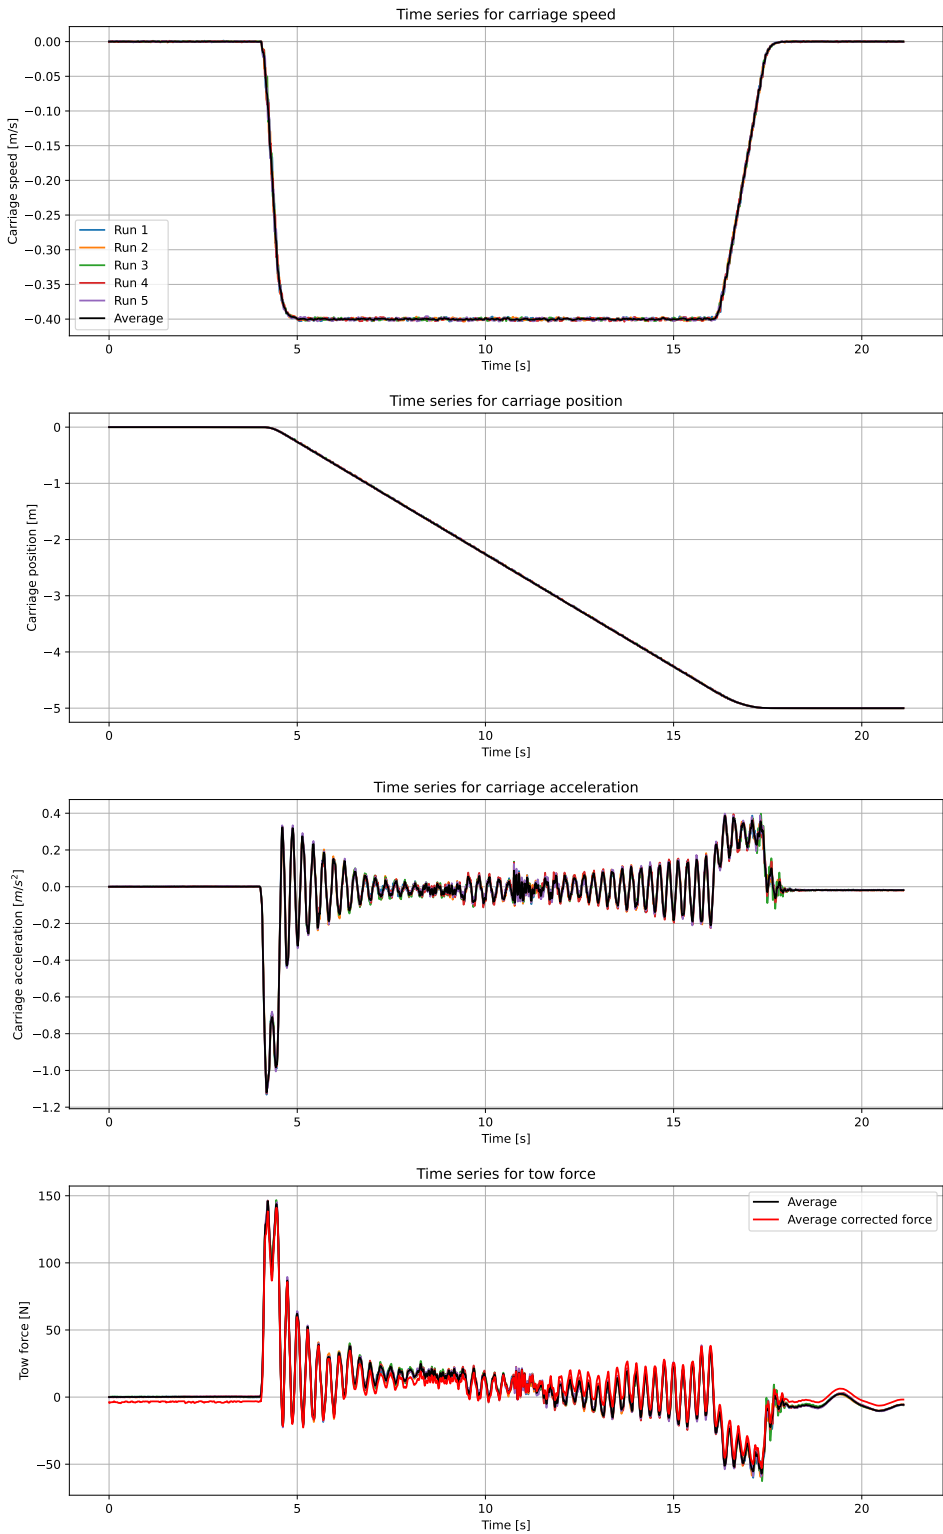 Time series for carriage speed
Carriage speed [m/s]
0.00
−0.05
−0.10
−0.15
−0.20
−0.25
−0.30
−0.35
−0.40
Run 1
Run 2
Run 3
Run 4
Run 5
Average
0 5 10 15 20
Time [s]
Time series for carriage position
Carriage position [m]
0
−1
−2
−3
−4
−5
0 5 10 15 20
Time [s]
Time series for carriage acceleration
Carriage acceleration [m/s²]
0.4
0.2
0.0
−0.2
−0.4
−0.6
−0.8
−1.0
−1.2
0 5 10 15 20
Time [s]
Time series for tow force
Tow force [N]
150
100
50
0
−50
Average
Average corrected force
0 5 10 15 20
Time [s]